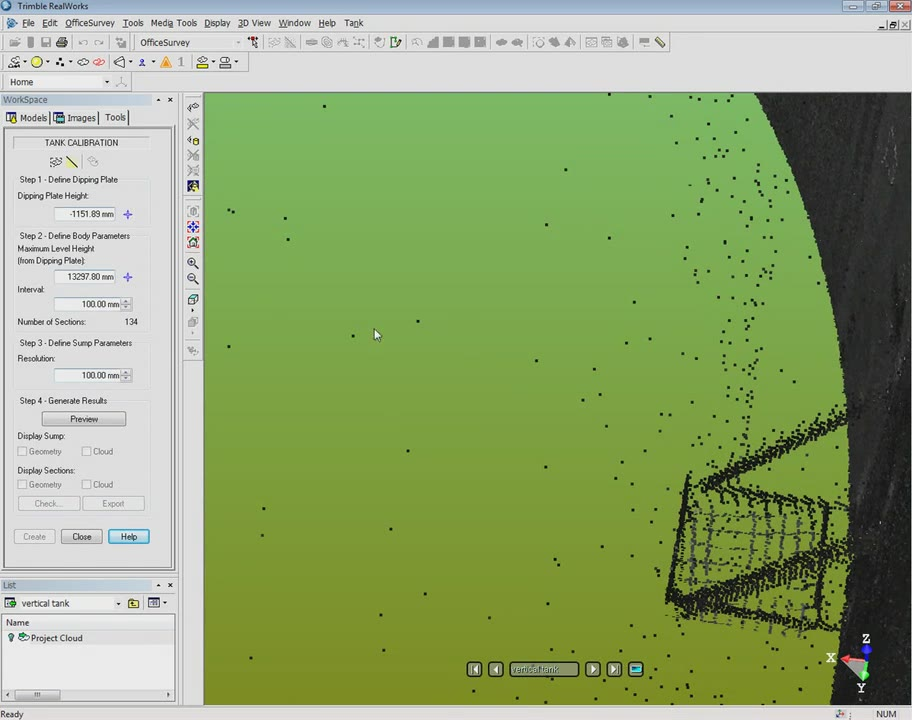 Trimble RealWorks
File Edit OfficeSurvey Tools Media Tools Display 3D View Window Help Tank
OfficeSurvey
1
Home
WorkSpace
Models Images Tools
TANK CALIBRATION
Step 1 - Define Dipping Plate
Dipping Plate Height:
-1151.89 mm
Step 2 - Define Body Parameters
Maximum Level Height
(from Dipping Plate):
13297.80 mm
Interval:
100.00 mm
Number of Sections: 134
Step 3 - Define Sump Parameters
Resolution:
100.00 mm
Step 4 - Generate Results
Preview
Display Sump:
Geometry Cloud
Display Sections:
Geometry Cloud
Check... Export
Create Close Help
List
vertical tank
Name
Project Cloud
vertical tank
Z
X
Y
Ready NUM